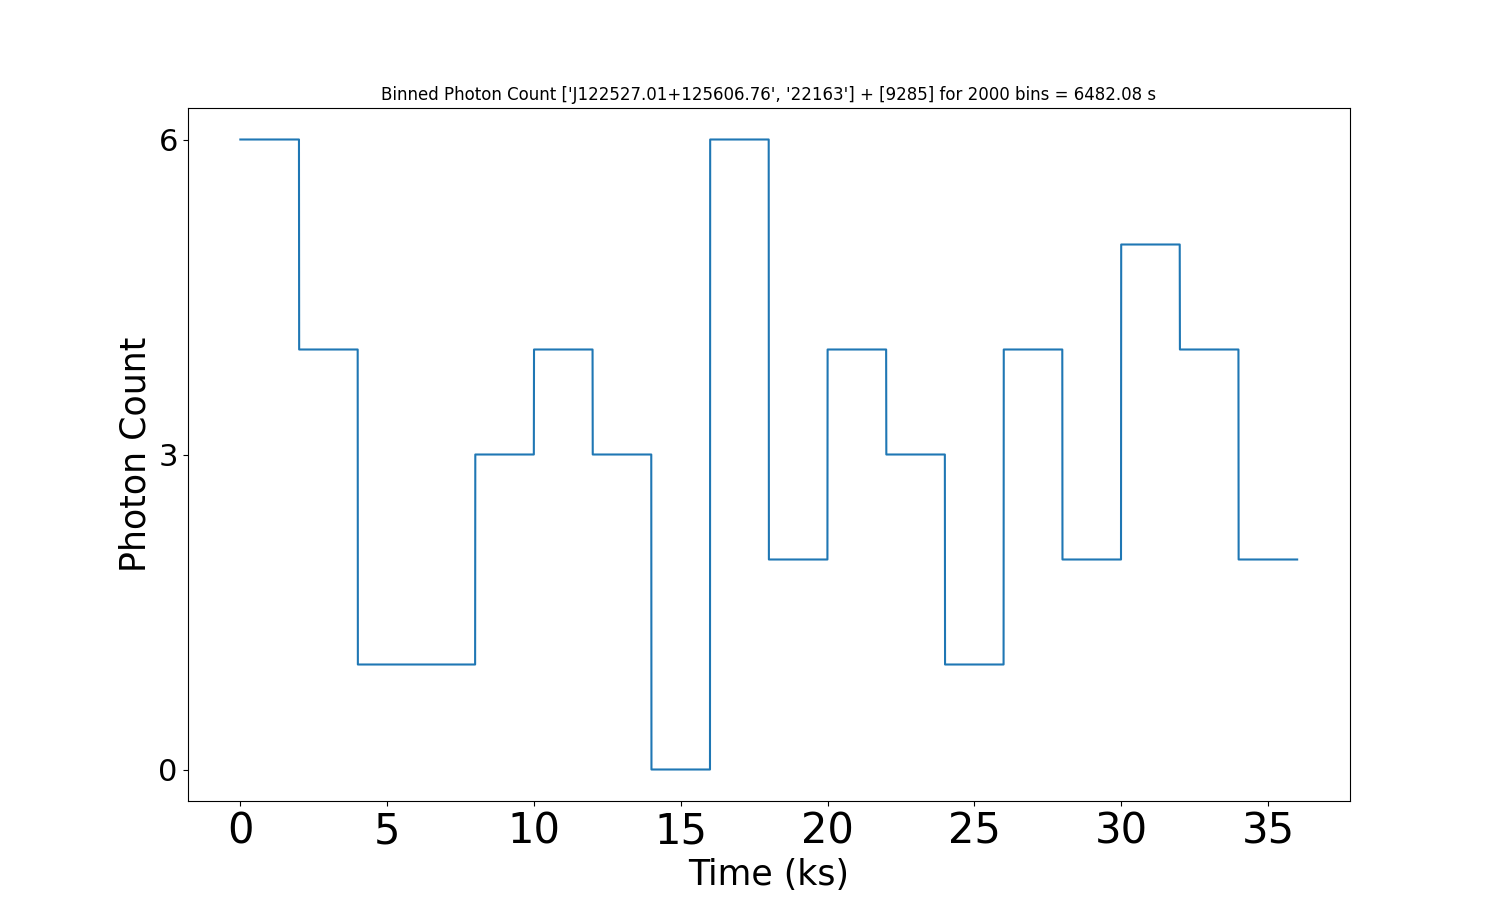 Binned Photon Count ['J122527.01+125606.76', '22163'] + [9285] for 2000 bins = 6482.08 s
6
3
0
Photon Count
0 5 10 15 20 25 30 35
Time (ks)